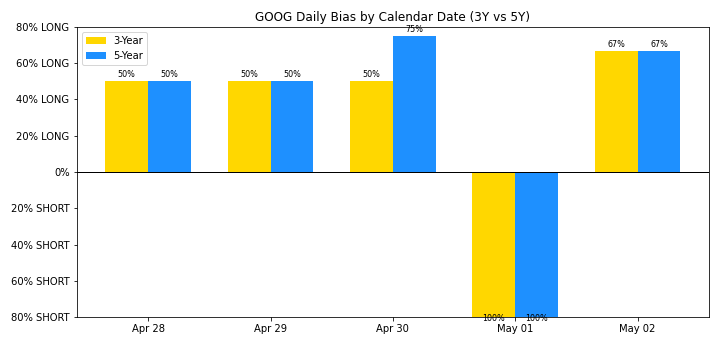 GOOG Daily Bias by Calendar Date (3Y vs 5Y)
80% LONG
60% LONG
40% LONG
20% LONG
0%
20% SHORT
40% SHORT
60% SHORT
80% SHORT
3-Year
5-Year
50% 50% 50% 50% 50% 75% 100% 100% 67% 67%
Apr 28 Apr 29 Apr 30 May 01 May 02